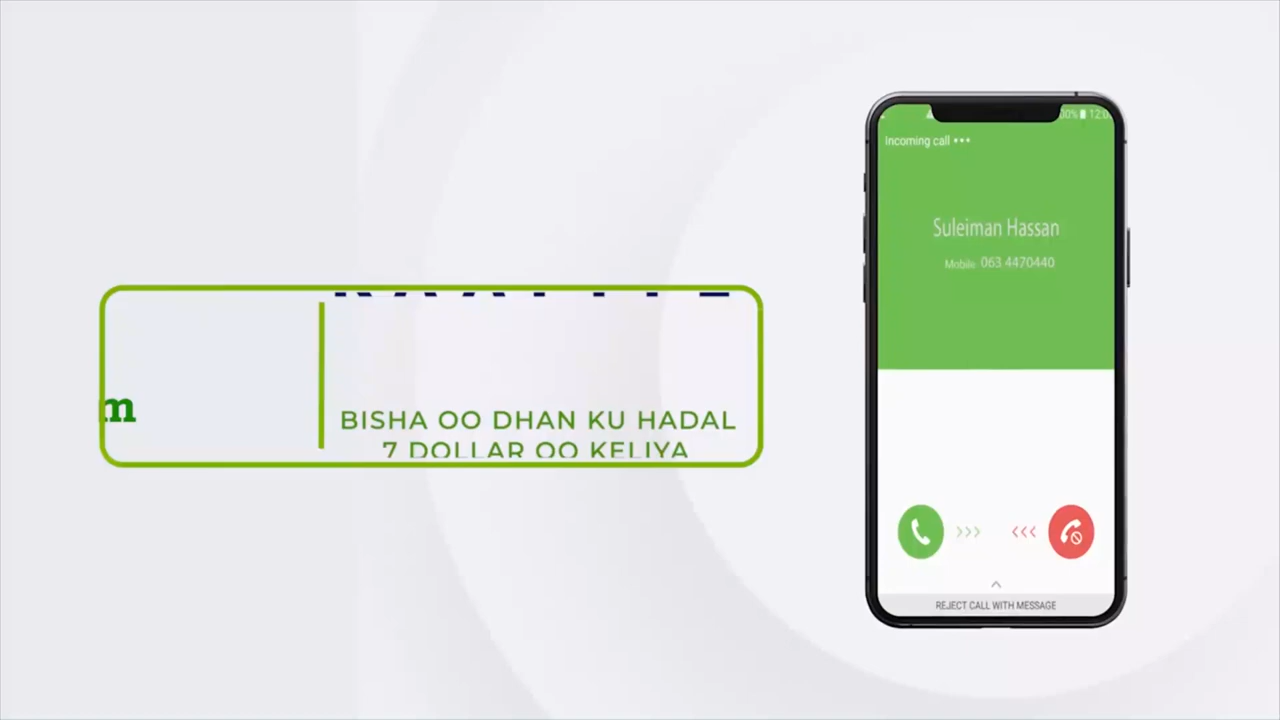 m
BISHA OO DHAN KU HADAL
7 DOLLAR OO KELIYA
Incoming call •••
Suleiman Hassan
Mobile 063 4470440
REJECT CALL WITH MESSAGE